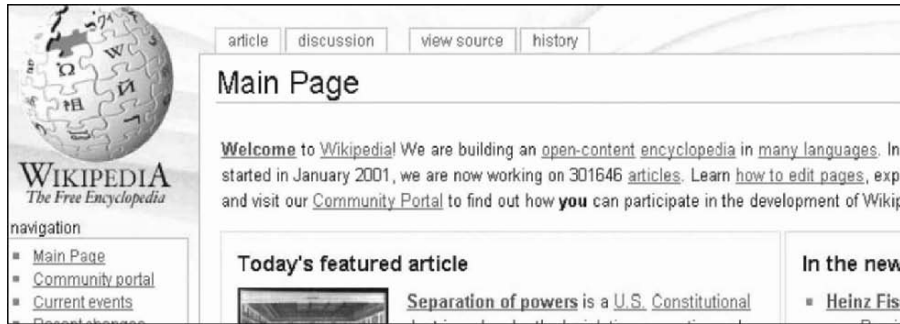 article discussion view source history
Main Page
Welcome to Wikipedia! We are building an open-content encyclopedia in many languages. In
started in January 2001, we are now working on 301646 articles. Learn how to edit pages, exp
and visit our Community Portal to find out how you can participate in the development of Wikip
WIKIPEDIA
The Free Encyclopedia
navigation
Main Page
Community portal
Current events
Recent changes
Today's featured article
Separation of powers is a U.S. Constitutional
In the new
Heinz Fis